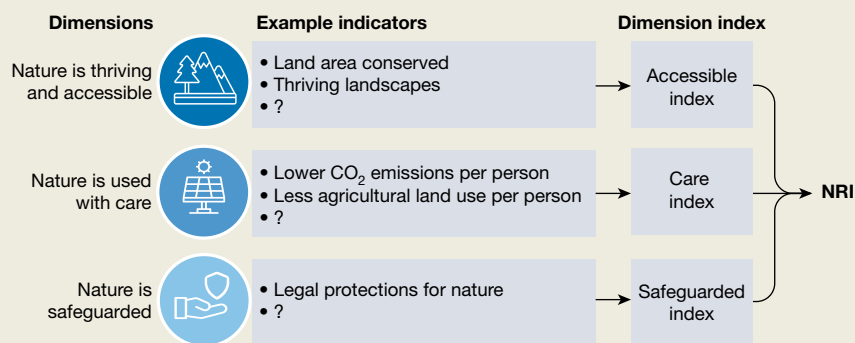 Dimensions
Example indicators
Dimension index
Nature is thriving
and accessible
• Land area conserved
• Thriving landscapes
• ?
Accessible
index
Nature is used
with care
• Lower CO₂ emissions per person
• Less agricultural land use per person
• ?
Care
index
NRI
Nature is
safeguarded
• Legal protections for nature
• ?
Safeguarded
index